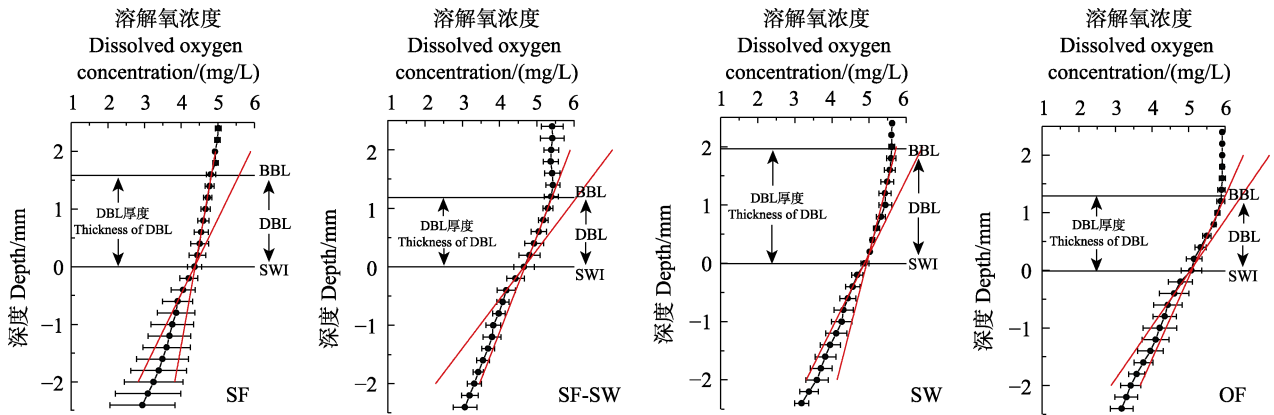 溶解氧浓度
Dissolved oxygen
concentration/(mg/L)
1 2 3 4 5 6
深度 Depth/mm
2
1
0
−1
−2
BBL
DBL厚度
Thickness of DBL
DBL
SWI
SF
溶解氧浓度
Dissolved oxygen
concentration/(mg/L)
1 2 3 4 5 6
深度 Depth/mm
2
1
0
−1
−2
BBL
DBL厚度
Thickness of DBL
DBL
SWI
SF-SW
溶解氧浓度
Dissolved oxygen
concentration/(mg/L)
1 2 3 4 5 6
深度 Depth/mm
2
1
0
−1
−2
BBL
DBL厚度
Thickness of DBL
DBL
SWI
SW
溶解氧浓度
Dissolved oxygen
concentration/(mg/L)
1 2 3 4 5 6
深度 Depth/mm
2
1
0
−1
−2
BBL
DBL厚度
Thickness of DBL
DBL
SWI
OF